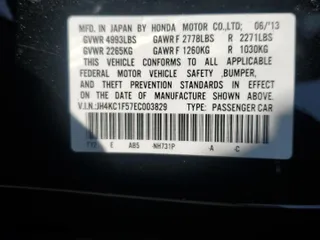 MFD. IN JAPAN BY HONDA MOTOR CO.,LTD; 06/'13
GVWR 4993LBS GAWR F 2778LBS R 2271LBS
GVWR 2265KG GAWR F 1260KG R 1030KG
THIS VEHICLE CONFORMS TO ALL APPLICABLE
FEDERAL MOTOR VEHICLE SAFETY ,BUMPER,
AND THEFT PREVENTION STANDARDS IN EFFECT
ON THE DATE OF MANUFACTURE SHOWN ABOVE.
V.I.N:JH4KC1F57EC003829 TYPE: PASSENGER CAR
E AB5 -NH731P -A -C